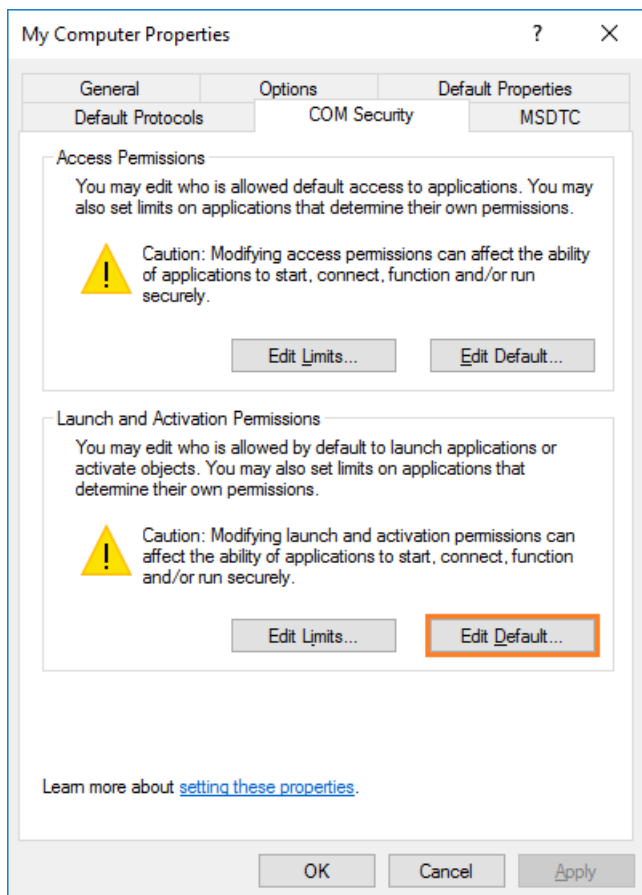 My Computer Properties
?
General
Options
Default Properties
Default Protocols
COM Security
MSDTC
Access Permissions
You may edit who is allowed default access to applications. You may
also set limits on applications that determine their own permissions.
Caution: Modifying access permissions can affect the ability
of applications to start, connect, function and/or run
securely.
Edit Limits...
Edit Default...
Launch and Activation Permissions
You may edit who is allowed by default to launch applications or
activate objects. You may also set limits on applications that
determine their own permissions.
Caution: Modifying launch and activation permissions can
affect the ability of applications to start, connect, function
and/or run securely.
Edit Limits...
Edit Default...
Learn more about setting these properties.
OK
Cancel
Apply